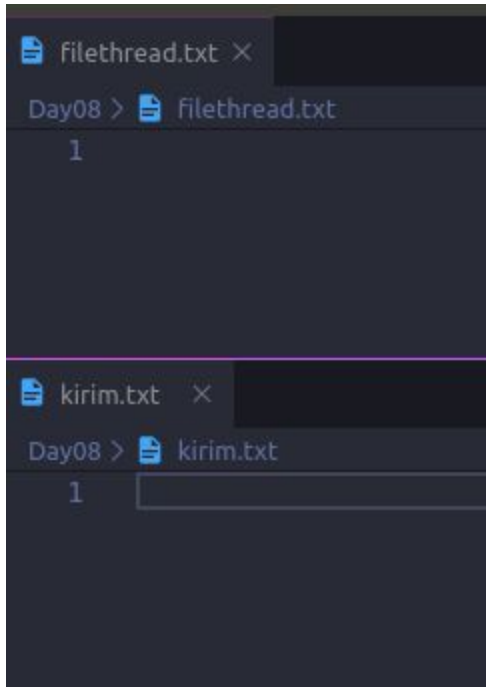 filethread.txt ×
Day08 > filethread.txt
1
kirim.txt ×
Day08 > kirim.txt
1